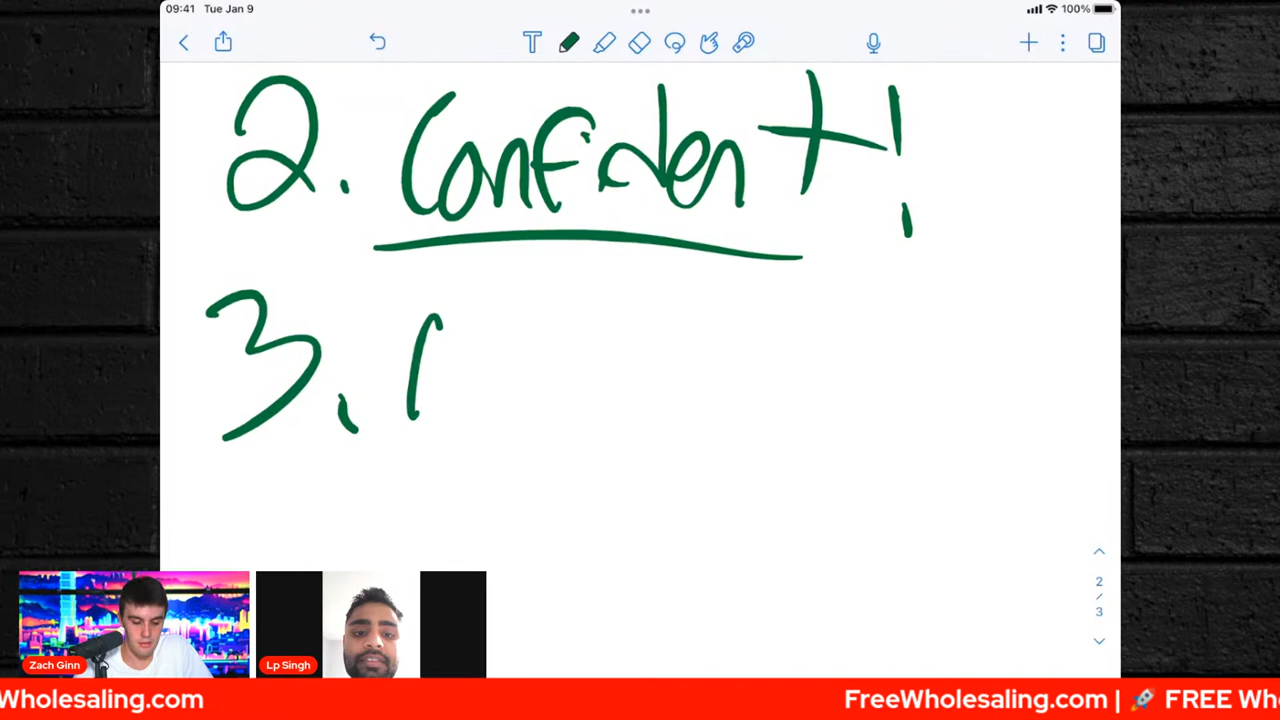 09:41 Tue Jan 9 100%
2. Confident!
3.
2
3
Zach Ginn Lp Singh
Wholesaling.com FreeWholesaling.com | 🚀 FREE Who